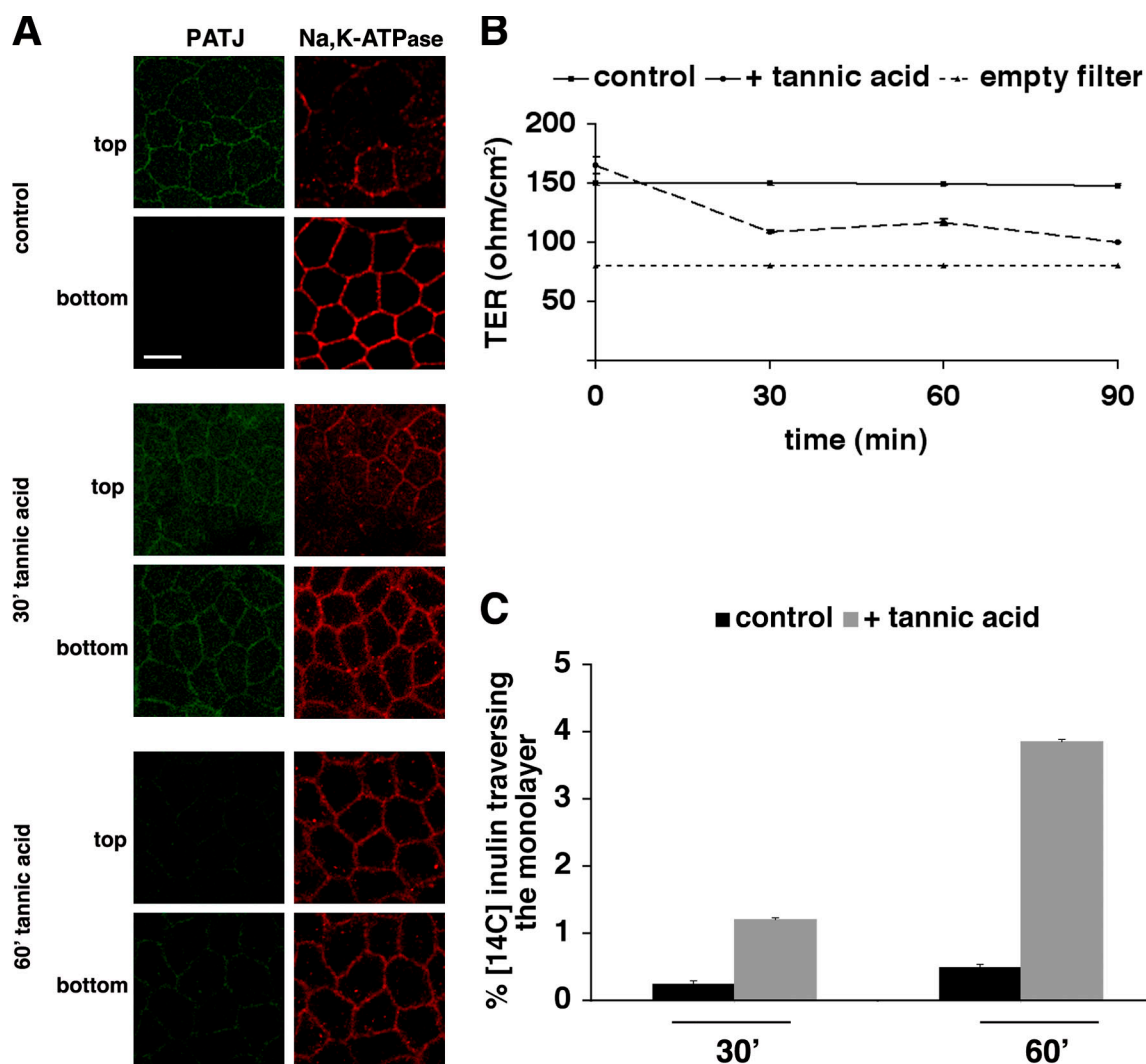 A
PATJ Na,K-ATPase
control
top
bottom
30' tannic acid
top
bottom
60' tannic acid
top
bottom
B
control + tannic acid empty filter
TER (ohm/cm²)
200
150
100
50
0 30 60 90
time (min)
C
control + tannic acid
% [14C] inulin traversing
the monolayer
5
4
3
2
1
0
30' 60'